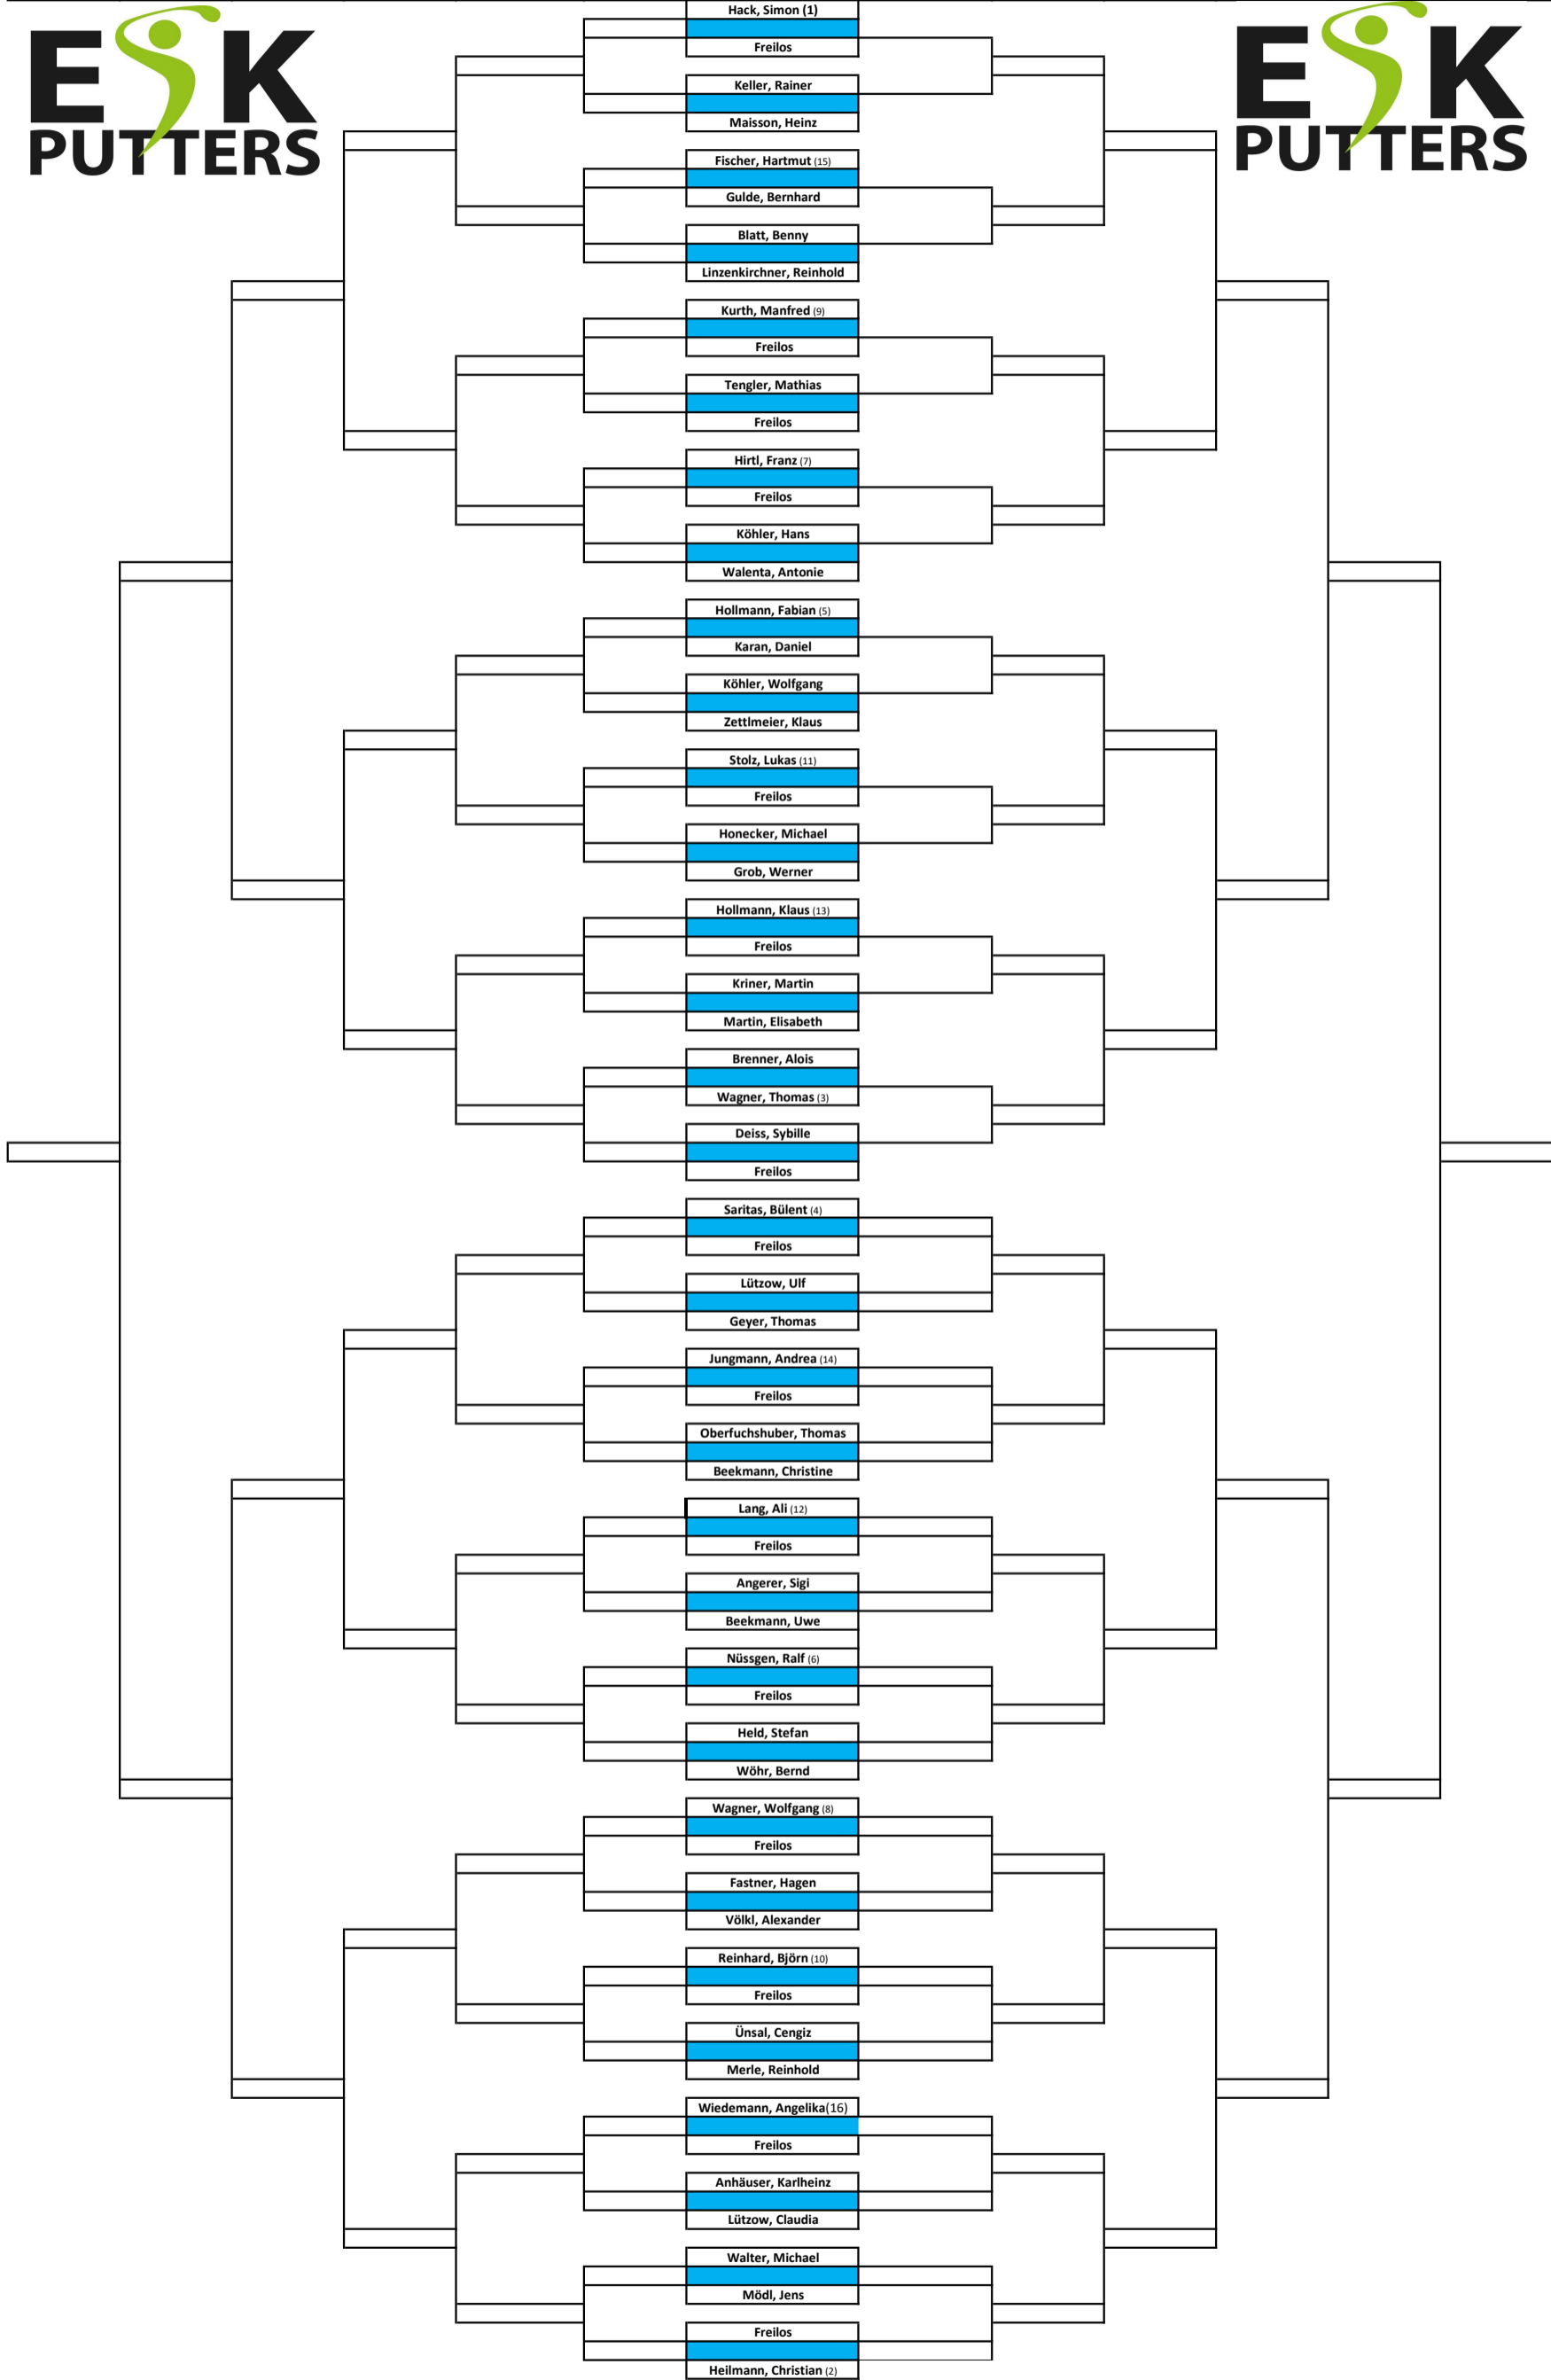 ESK
PUTTERS
ESK
PUTTERS
Hack, Simon (1)
Freilos
Keller, Rainer
Maisson, Heinz
Fischer, Hartmut (15)
Gulde, Bernhard
Blatt, Benny
Linzenkirchner, Reinhold
Kurth, Manfred (9)
Freilos
Tengler, Mathias
Freilos
Hirtl, Franz (7)
Freilos
Köhler, Hans
Walenta, Antonie
Hollmann, Fabian (5)
Karan, Daniel
Köhler, Wolfgang
Zettlmeier, Klaus
Stolz, Lukas (11)
Freilos
Honecker, Michael
Grob, Werner
Hollmann, Klaus (13)
Freilos
Kriner, Martin
Martin, Elisabeth
Brenner, Alois
Wagner, Thomas (3)
Deiss, Sybille
Freilos
Saritas, Bülent (4)
Freilos
Lützow, Ulf
Geyer, Thomas
Jungmann, Andrea (14)
Freilos
Oberfuchshuber, Thomas
Beekmann, Christine
Lang, Ali (12)
Freilos
Angerer, Sigi
Beekmann, Uwe
Nüssgen, Ralf (6)
Freilos
Held, Stefan
Wöhr, Bernd
Wagner, Wolfgang (8)
Freilos
Fastner, Hagen
Völkl, Alexander
Reinhard, Björn (10)
Freilos
Ünsal, Cengiz
Merle, Reinhold
Wiedemann, Angelika(16)
Freilos
Anhäuser, Karlheinz
Lützow, Claudia
Walter, Michael
Mödl, Jens
Freilos
Heilmann, Christian (2)